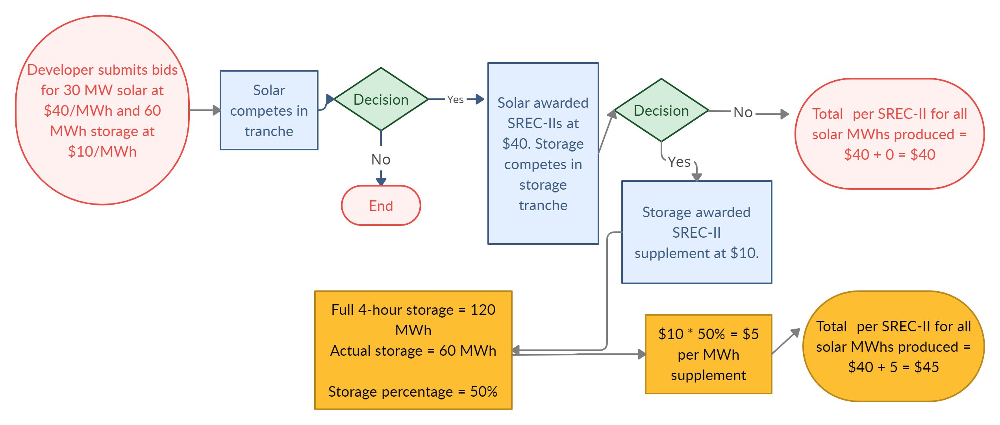 Developer submits bids
for 30 MW solar at
$40/MWh and 60
MWh storage at
$10/MWh
Solar
competes in
tranche
Decision
Yes
No
End
Solar awarded
SREC-IIs at
$40. Storage
competes in
storage
tranche
Decision
No
Yes
Total per SREC-II for all
solar MWhs produced =
$40 + 0 = $40
Storage awarded
SREC-II
supplement at $10.
Full 4-hour storage = 120
MWh
Actual storage = 60 MWh
Storage percentage = 50%
$10 * 50% = $5
per MWh
supplement
Total per SREC-II for all
solar MWhs produced =
$40 + 5 = $45